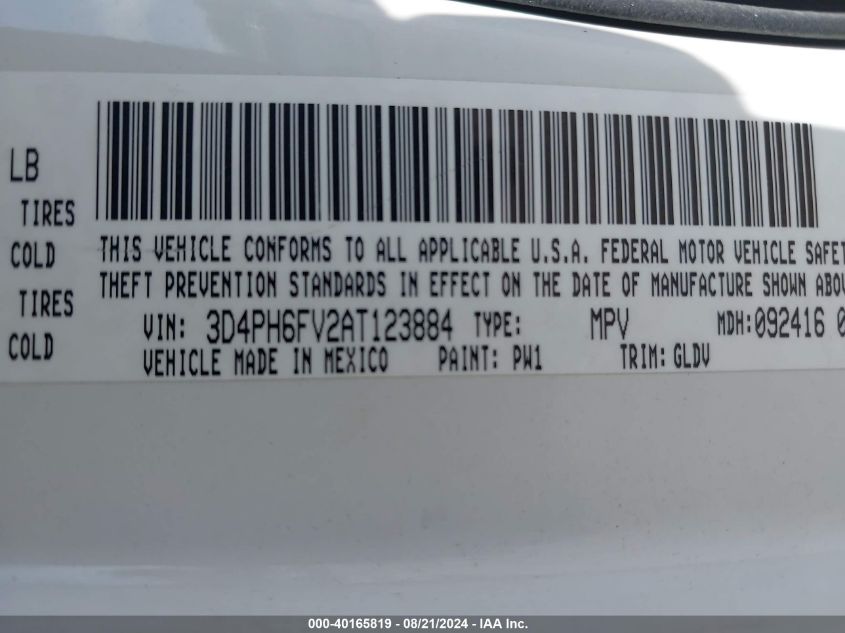 LB
TIRES
COLD
TIRES
COLD
THIS VEHICLE CONFORMS TO ALL APPLICABLE U.S.A. FEDERAL MOTOR VEHICLE SAFET
THEFT PREVENTION STANDARDS IN EFFECT ON THE DATE OF MANUFACTURE SHOWN ABOV
VIN: 3D4PH6FV2AT123884 TYPE: MPV MDH:092416 0
VEHICLE MADE IN MEXICO PAINT: PW1 TRIM: GLDV
000-40165819 - 08/21/2024 - IAA Inc.